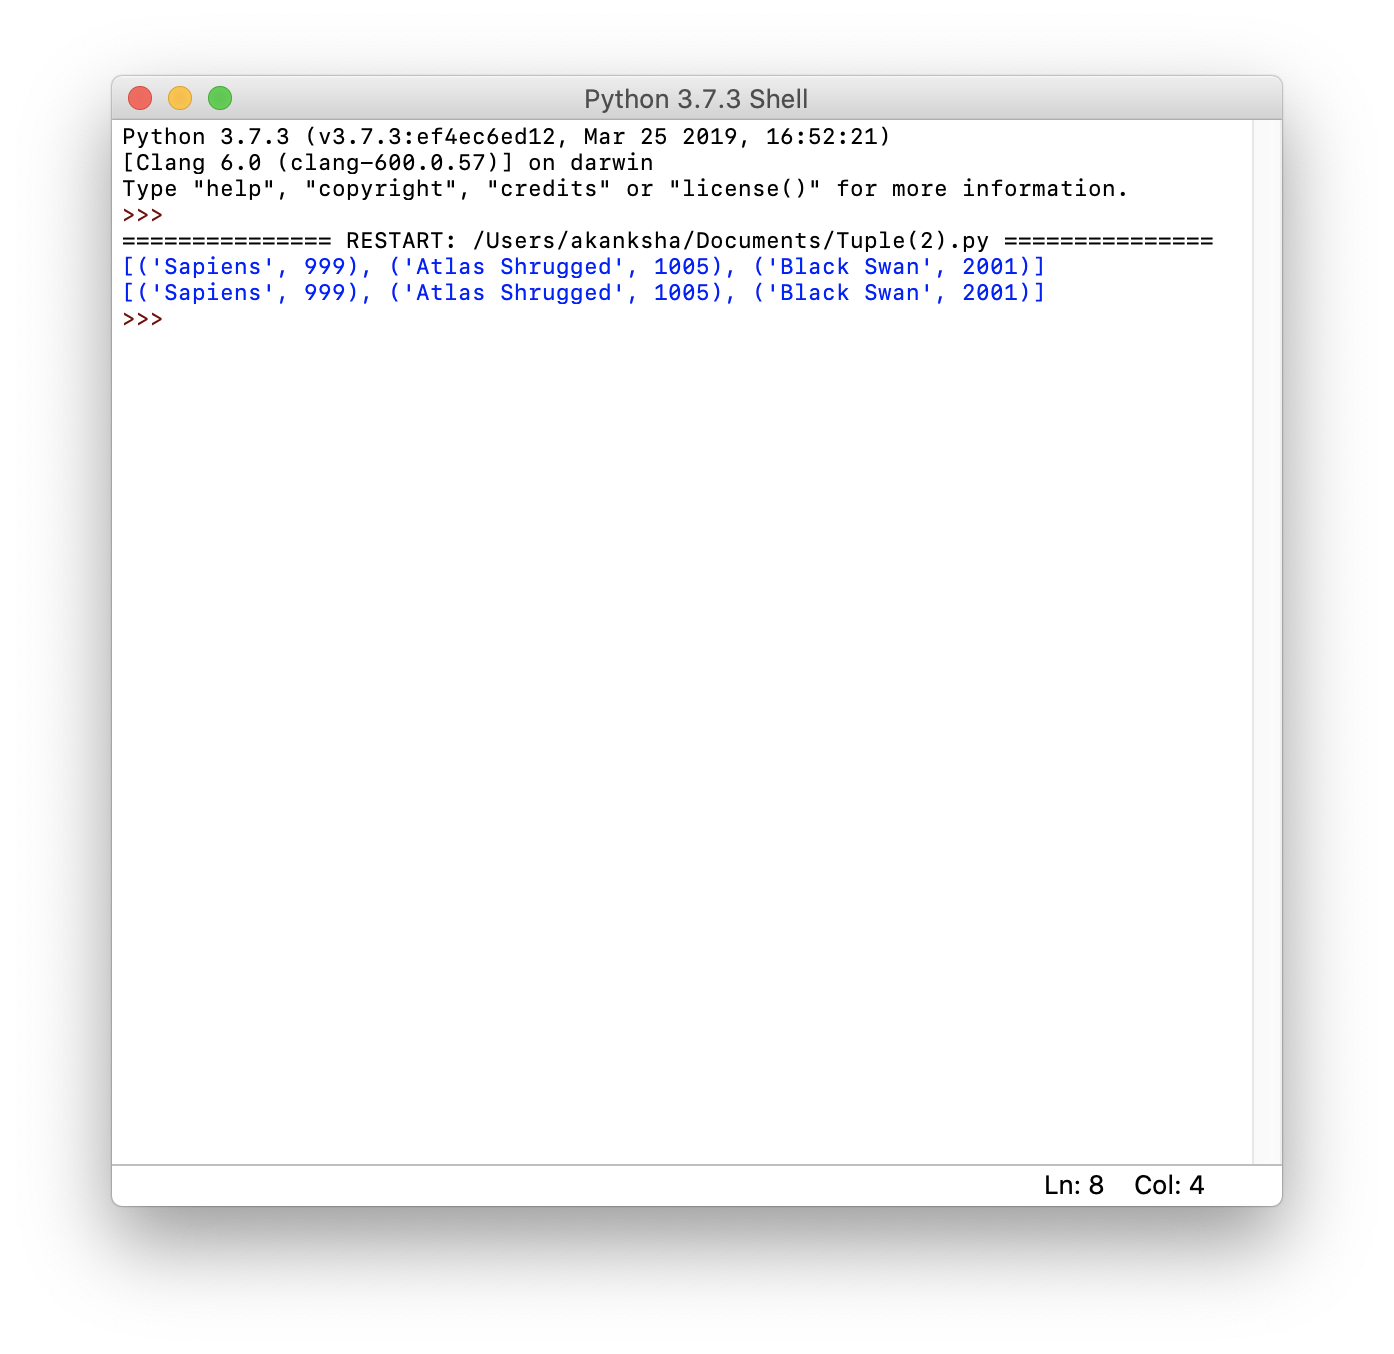 Python 3.7.3 Shell
Python 3.7.3 (v3.7.3:ef4ec6ed12, Mar 25 2019, 16:52:21)
[Clang 6.0 (clang-600.0.57)] on darwin
Type "help", "copyright", "credits" or "license()" for more information.
>>>
=============== RESTART: /Users/akanksha/Documents/Tuple(2).py ===============
[('Sapiens', 999), ('Atlas Shrugged', 1005), ('Black Swan', 2001)]
[('Sapiens', 999), ('Atlas Shrugged', 1005), ('Black Swan', 2001)]
>>>
Ln: 8 Col: 4